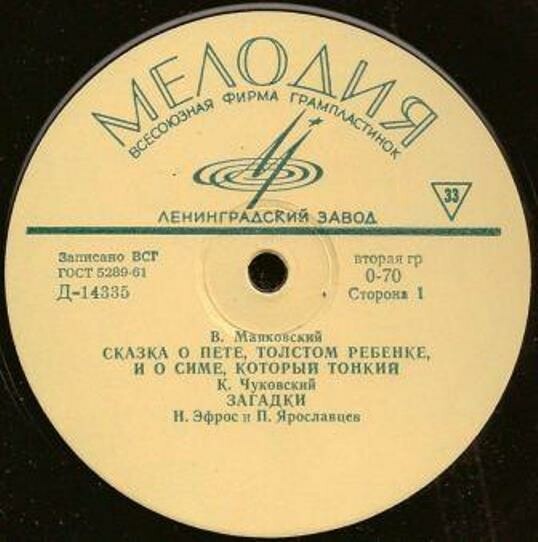 МЕЛОДИЯ
ВСЕСОЮЗНАЯ ФИРМА ГРАМПЛАСТИНОК
33
ЛЕНИНГРАДСКИЙ ЗАВОД
Записано ВСГ
ГОСТ 5289-61
Д-14335
вторая гр
0-70
Сторона 1
В. Маяковский
СКАЗКА О ПЕТЕ, ТОЛСТОМ РЕБЕНКЕ,
И О СИМЕ, КОТОРЫЙ ТОНКИЙ
К. Чуковский
ЗАГАДКИ
Н. Эфрос и П. Ярославцев